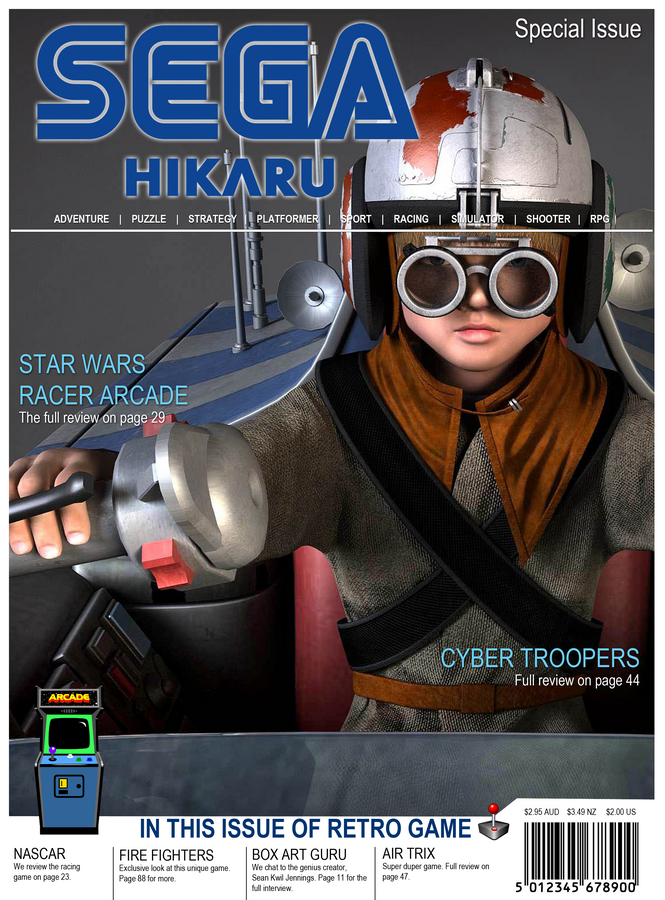 Special Issue
SEGA
HIKARU
ADVENTURE | PUZZLE | STRATEGY | PLATFORMER | SPORT | RACING | SIMULATOR | SHOOTER | RPG |
STAR WARS
RACER ARCADE
The full review on page 29
CYBER TROOPERS
Full review on page 44
ARCADE
IN THIS ISSUE OF RETRO GAME
$2.95 AUD $3.49 NZ $2.00 US
NASCAR
We review the racing
game on page 23.
FIRE FIGHTERS
Exclusive look at this unique game.
Page 88 for more.
BOX ART GURU
We chat to the genius creator,
Sean Kwil Jennings. Page 11 for the
full interview.
AIR TRIX
Super duper game. Full review on
page 47.
5 012345 678900